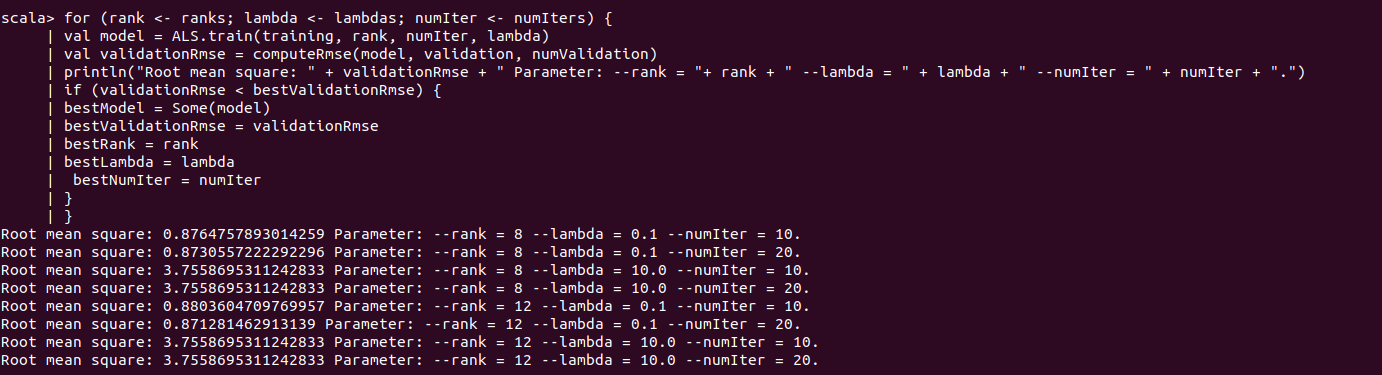 scala> for (rank <- ranks; lambda <- lambdas; numIter <- numIters) {
     | val model = ALS.train(training, rank, numIter, lambda)
     | val validationRmse = computeRmse(model, validation, numValidation)
     | println("Root mean square: " + validationRmse + " Parameter: --rank = "+ rank + " --lambda = " + lambda + " --numIter = " + numIter + ".")
     | if (validationRmse < bestValidationRmse) {
     | bestModel = Some(model)
     | bestValidationRmse = validationRmse
     | bestRank = rank
     | bestLambda = lambda
     |  bestNumIter = numIter
     | }
     | }
Root mean square: 0.8764757893014259 Parameter: --rank = 8 --lambda = 0.1 --numIter = 10.
Root mean square: 0.8730557222292296 Parameter: --rank = 8 --lambda = 0.1 --numIter = 20.
Root mean square: 3.7558695311242833 Parameter: --rank = 8 --lambda = 10.0 --numIter = 10.
Root mean square: 3.7558695311242833 Parameter: --rank = 8 --lambda = 10.0 --numIter = 20.
Root mean square: 0.8803604709769957 Parameter: --rank = 12 --lambda = 0.1 --numIter = 10.
Root mean square: 0.871281462913139 Parameter: --rank = 12 --lambda = 0.1 --numIter = 20.
Root mean square: 3.7558695311242833 Parameter: --rank = 12 --lambda = 10.0 --numIter = 10.
Root mean square: 3.7558695311242833 Parameter: --rank = 12 --lambda = 10.0 --numIter = 20.